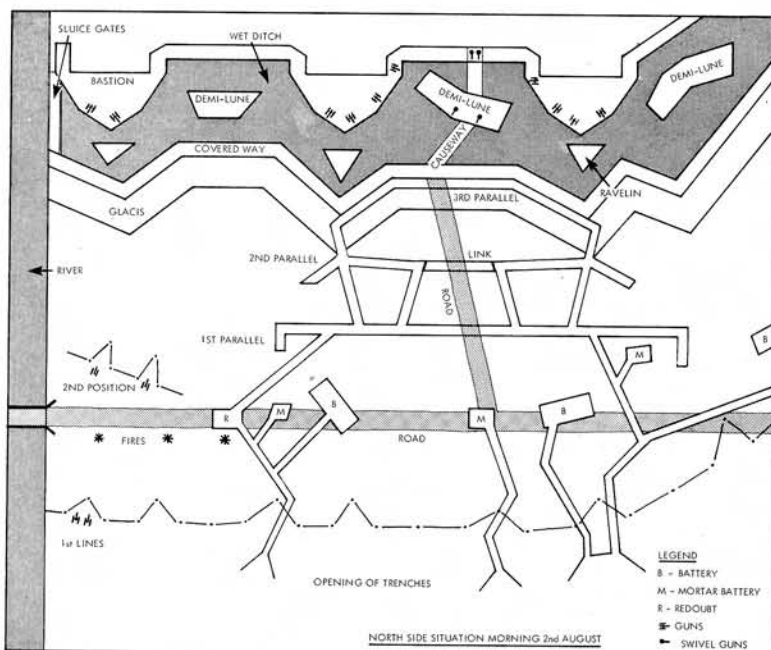 SLUICE GATES
WET DITCH
BASTION
DEMI-LUNE
DEMI-LUNE
DEMI-LUNE
COVERED WAY
CAUSEWAY
RAVELIN
GLACIS
3RD PARALLEL
2ND PARALLEL
LINK
RIVER
ROAD
1ST PARALLEL
B
M
2ND POSITION
R
M
B
M
B
FIRES
ROAD
1st LINES
OPENING OF TRENCHES
LEGEND
B - BATTERY
M - MORTAR BATTERY
R - REDOUBT
GUNS
SWIVEL GUNS
NORTH SIDE SITUATION MORNING 2nd AUGUST